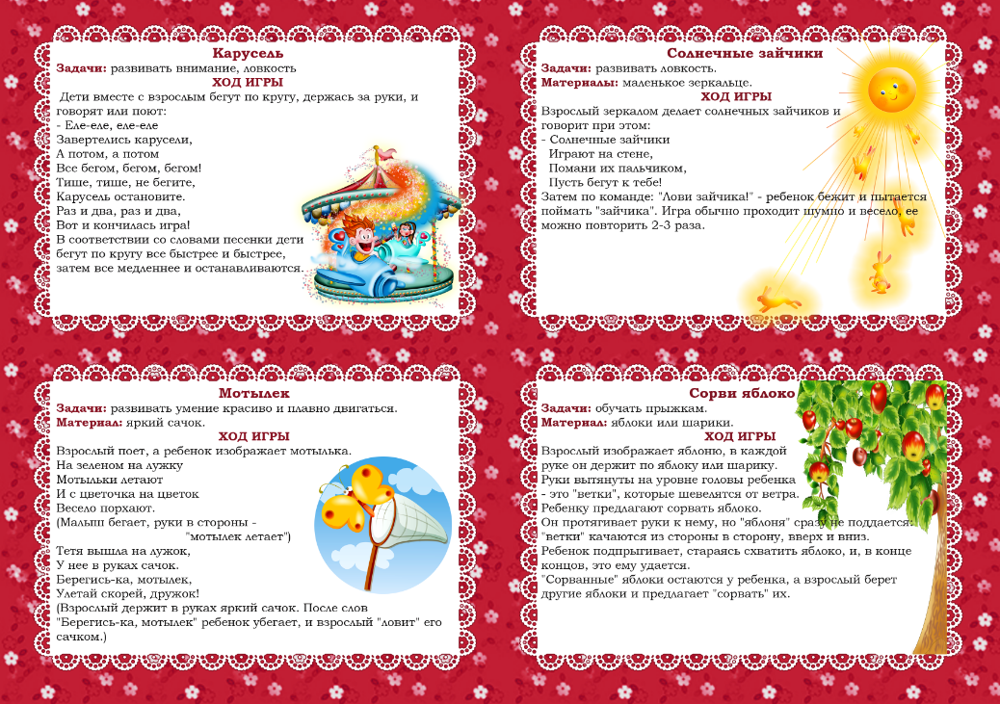 Карусель
Задачи: развивать внимание, ловкость
ХОД ИГРЫ
Дети вместе с взрослым бегут по кругу, держась за руки, и
говорят или поют:
- Еле-еле, еле-еле
Завертелись карусели,
А потом, а потом
Все бегом, бегом, бегом!
Тише, тише, не бегите,
Карусель остановите.
Раз и два, раз и два,
Вот и кончилась игра!
В соответствии со словами песенки дети
бегут по кругу все быстрее и быстрее,
затем все медленнее и останавливаются.
Солнечные зайчики
Задачи: развивать ловкость.
Материалы: маленькое зеркальце.
ХОД ИГРЫ
Взрослый зеркалом делает солнечных зайчиков и
говорит при этом:
- Солнечные зайчики
Играют на стене,
Помани их пальчиком,
Пусть бегут к тебе!
Затем по команде: "Лови зайчика!" - ребенок бежит и пытается
поймать "зайчика". Игра обычно проходит шумно и весело, ее
можно повторить 2-3 раза.
Мотылек
Задачи: развивать умение красиво и плавно двигаться.
Материал: яркий сачок.
ХОД ИГРЫ
Взрослый поет, а ребенок изображает мотылька.
На зеленом на лужку
Мотыльки летают
И с цветочка на цветок
Весело порхают.
(Малыш бегает, руки в стороны -
"мотылек летает")
Тетя вышла на лужок,
У нее в руках сачок.
Берегись-ка, мотылек,
Улетай скорей, дружок!
(Взрослый держит в руках яркий сачок. После слов
"Берегись-ка, мотылек" ребенок убегает, и взрослый "ловит" его
сачком.)
Сорви яблоко
Задачи: обучать прыжкам.
Материал: яблоки или шарики.
ХОД ИГРЫ
Взрослый изображает яблоню, в каждой
руке он держит по яблоку или шарику.
Руки вытянуты на уровне головы ребенка
- это "ветки", которые шевелятся от ветра.
Ребенку предлагают сорвать яблоко.
Он протягивает руки к нему, но "яблоня" сразу не поддается:
"ветки" качаются из стороны в сторону, вверх и вниз.
Ребенок подпрыгивает, стараясь схватить яблоко, и, в конце
концов, это ему удается.
"Сорванные" яблоки остаются у ребенка, а взрослый берет
другие яблоки и предлагает "сорвать" их.